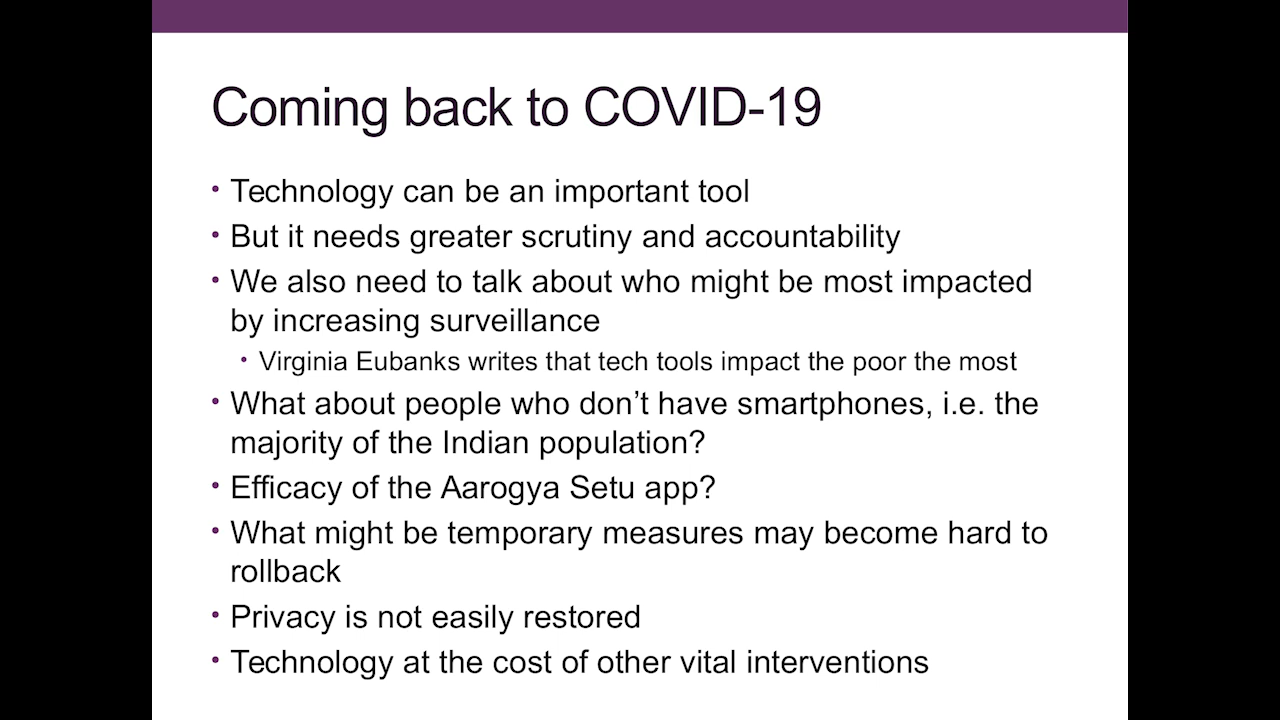 Coming back to COVID-19
• Technology can be an important tool
• But it needs greater scrutiny and accountability
• We also need to talk about who might be most impacted
by increasing surveillance
• Virginia Eubanks writes that tech tools impact the poor the most
• What about people who don’t have smartphones, i.e. the
majority of the Indian population?
• Efficacy of the Aarogya Setu app?
• What might be temporary measures may become hard to
rollback
• Privacy is not easily restored
• Technology at the cost of other vital interventions